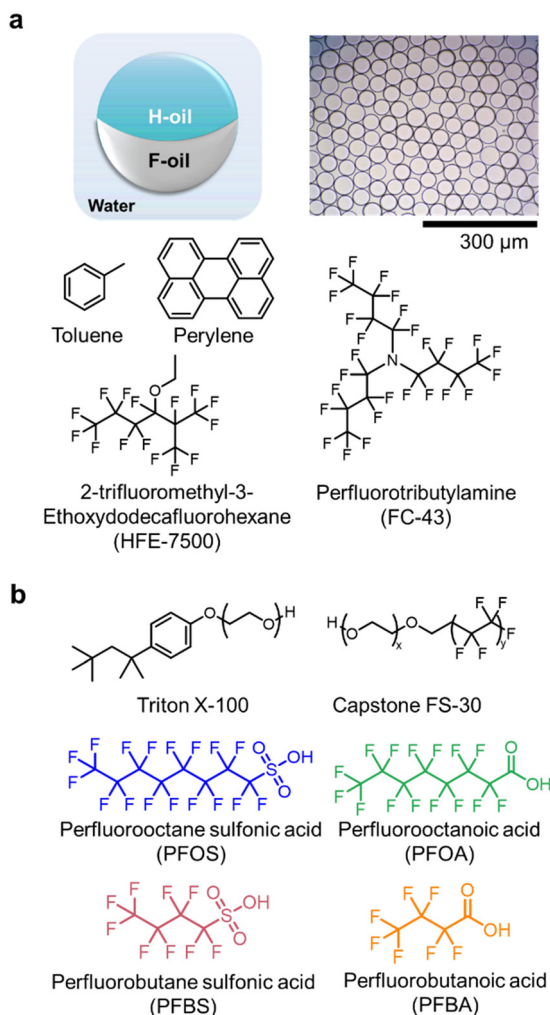 a
H-oil
F-oil
Water
300 μm
Toluene
Perylene
2-trifluoromethyl-3-
Ethoxydodecafluorohexane
(HFE-7500)
Perfluorotributylamine
(FC-43)
b
Triton X-100
Capstone FS-30
Perfluorooctane sulfonic acid
(PFOS)
Perfluorooctanoic acid
(PFOA)
Perfluorobutane sulfonic acid
(PFBS)
Perfluorobutanoic acid
(PFBA)